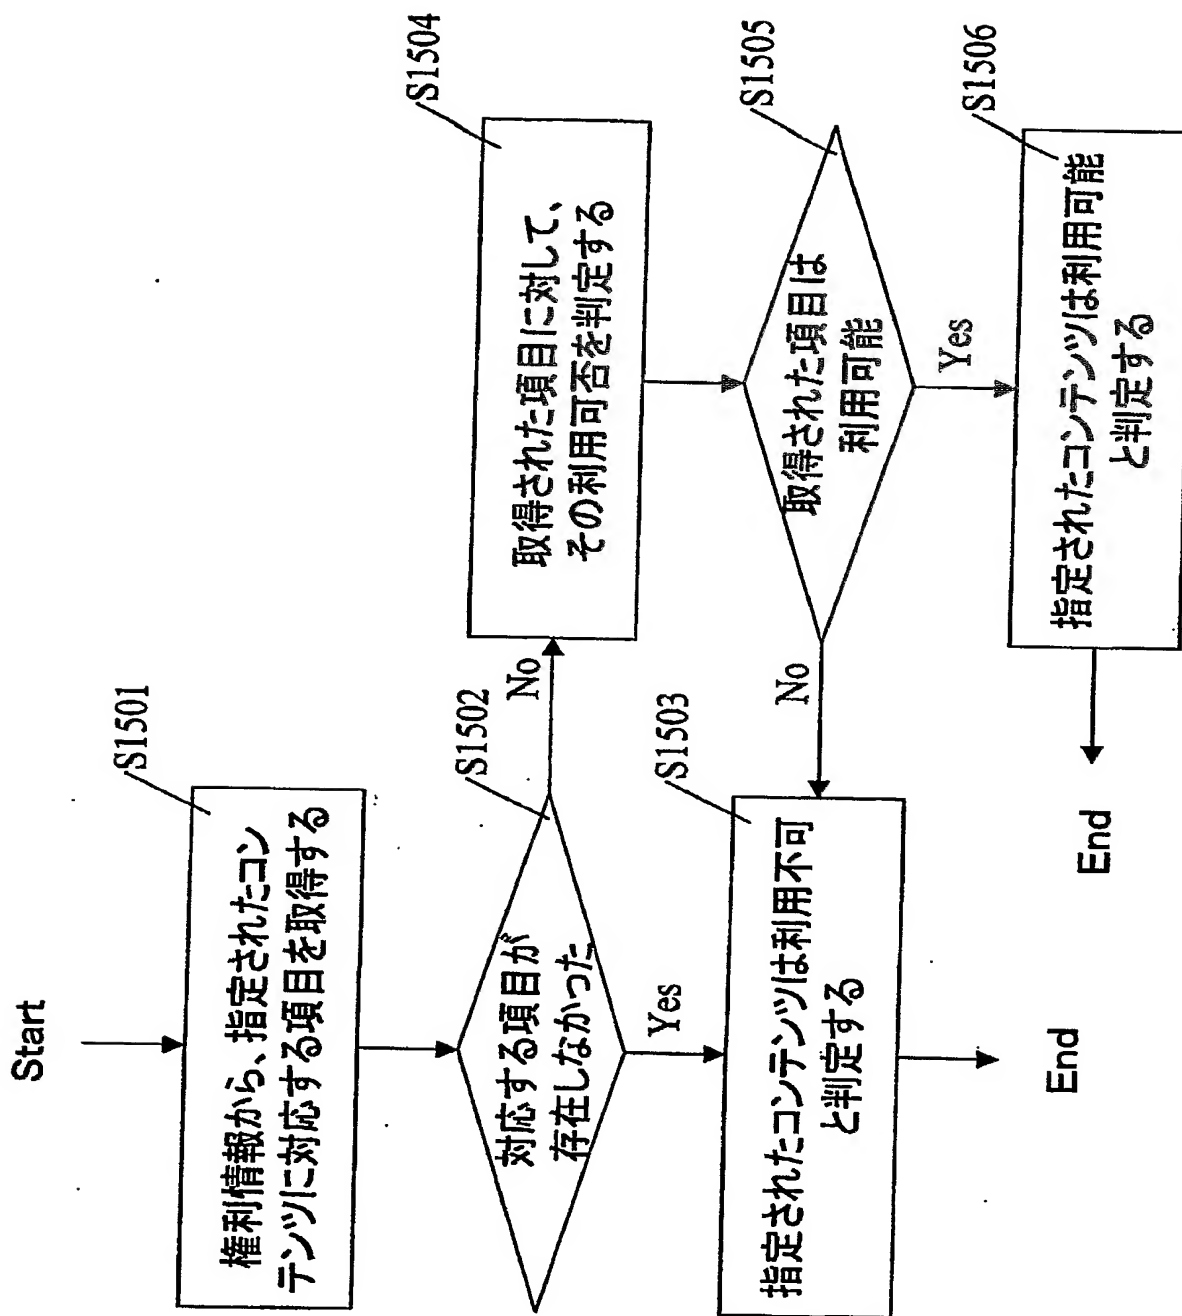 Start
S1501
権利情報から、指定されたコン
テンツに対応する項目を取得する
S1502
対応する項目が
存在しなかった
No
Yes
S1503
指定されたコンテンツは利用不可
と判定する
End
S1504
取得された項目に対して、
その利用可否を判定する
S1505
取得された項目は
利用可能
No
Yes
S1506
指定されたコンテンツは利用可能
と判定する
End